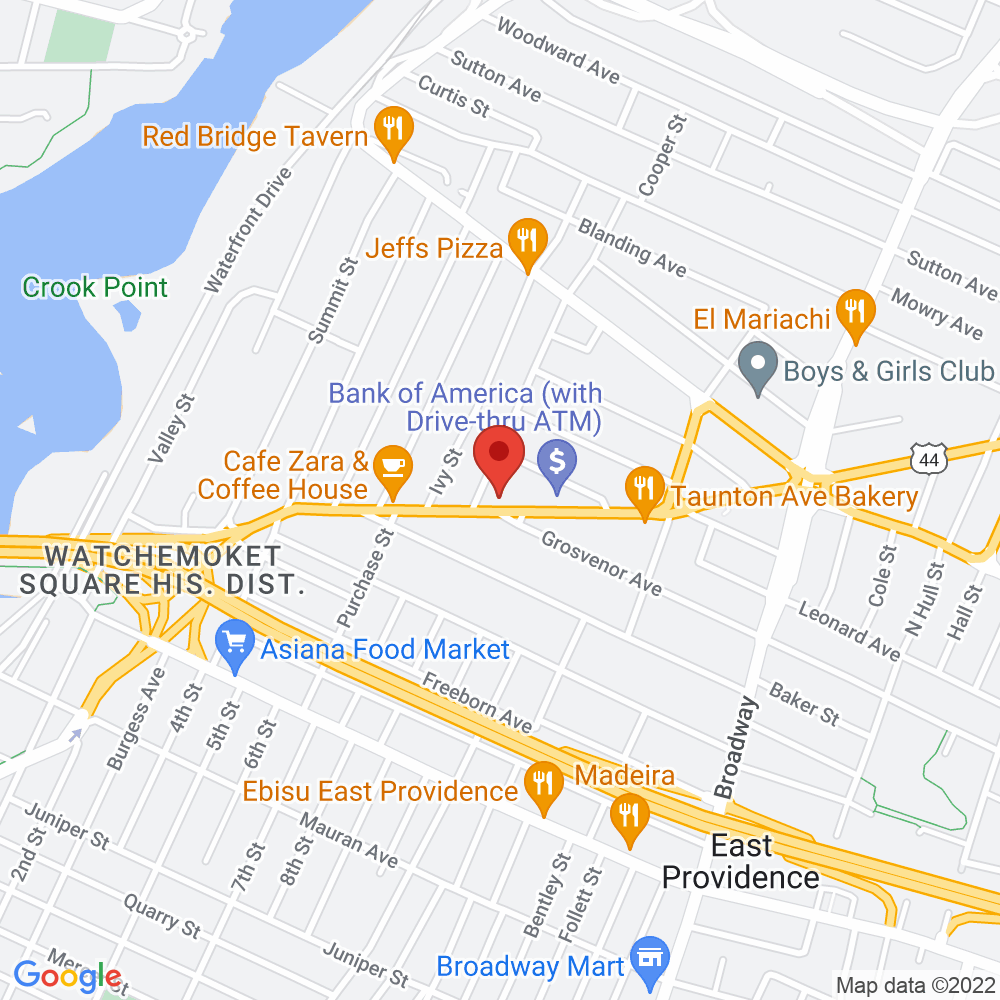 Woodward Ave
Sutton Ave
Curtis St
Red Bridge Tavern
Cooper St
Waterfront Drive
Jeffs Pizza
Blanding Ave
Sutton Ave
Crook Point
Summit St
Mowry Ave
El Mariachi
Boys & Girls Club
Bank of America (with
Drive-thru ATM)
Valley St
Ivy St
44
Cafe Zara &
Coffee House
Taunton Ave Bakery
WATCHEMOKET
SQUARE HIS. DIST.
Purchase St
Grosvenor Ave
Cole St
N Hull St
Hall St
Leonard Ave
Asiana Food Market
Freeborn Ave
Baker St
Burgess Ave
4th St
5th St
6th St
Broadway
Madeira
Ebisu East Providence
Juniper St
2nd St
Mauran Ave
7th St
8th St
East
Providence
Bentley St
Follett St
Quarry St
Juniper St
Broadway Mart
Google
Map data ©2022